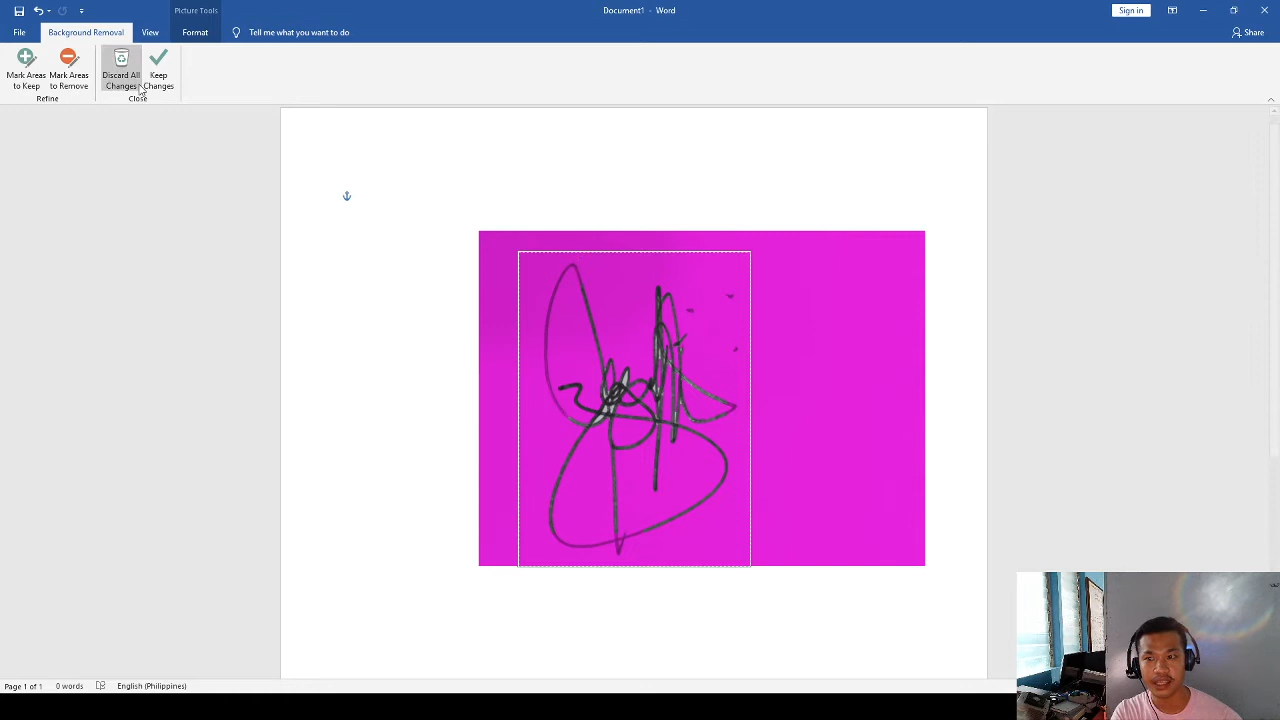 Picture Tools
Document1 - Word
Sign in
File
Background Removal
View
Format
Tell me what you want to do
Share
Mark Areas to Keep
Mark Areas to Remove
Discard All Changes
Keep Changes
Refine
Close
Page 1 of 1
0 words
English (Philippines)